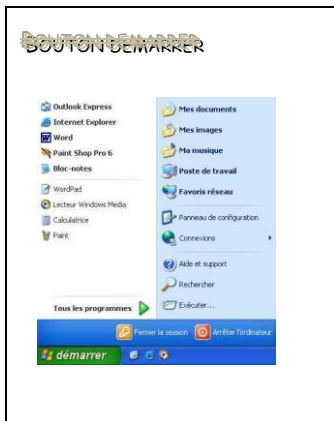 BOUTON DEMARRER
Outlook Express
Internet Explorer
Word
Paint Shop Pro 6
Bloc-notes
WordPad
Lecteur Windows Media
Calculatrice
Paint
Tous les programmes
Mes documents
Mes images
Ma musique
Poste de travail
Favoris réseau
Panneau de configuration
Connexions
Aide et support
Rechercher
Exécuter...
Fermer la session
Arrêter l'ordinateur
démarrer